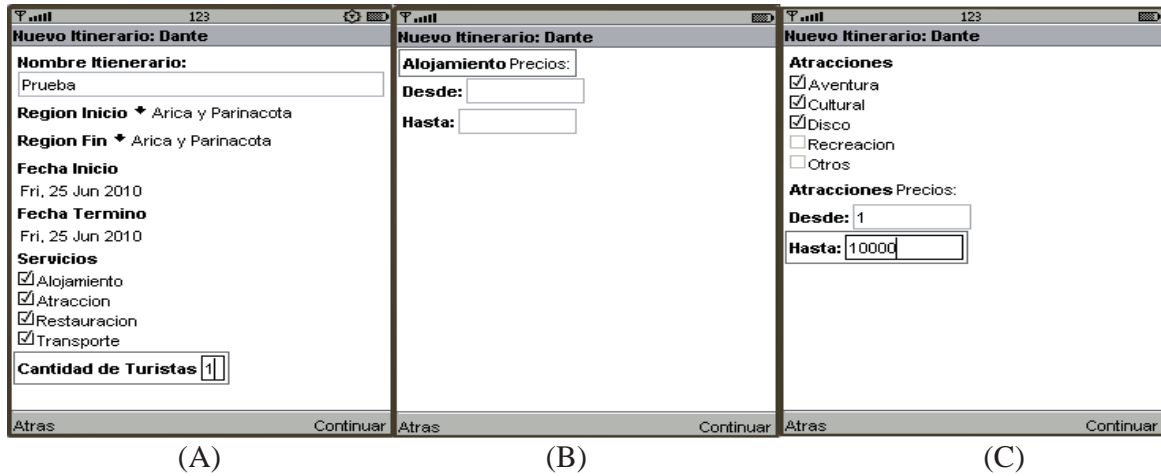 123
Nuevo Itinerario: Dante
Nombre Itienerario:
Prueba
Region Inicio Arica y Parinacota
Region Fin Arica y Parinacota
Fecha Inicio
Fri, 25 Jun 2010
Fecha Termino
Fri, 25 Jun 2010
Servicios
Alojamiento
Atraccion
Restauracion
Transporte
Cantidad de Turistas 1
Atras Continuar
(A)
Nuevo Itinerario: Dante
Alojamiento Precios:
Desde:
Hasta:
Atras Continuar
(B)
123
Nuevo Itinerario: Dante
Atracciones
Aventura
Cultural
Disco
Recreacion
Otros
Atracciones Precios:
Desde: 1
Hasta: 10000
Atras Continuar
(C)